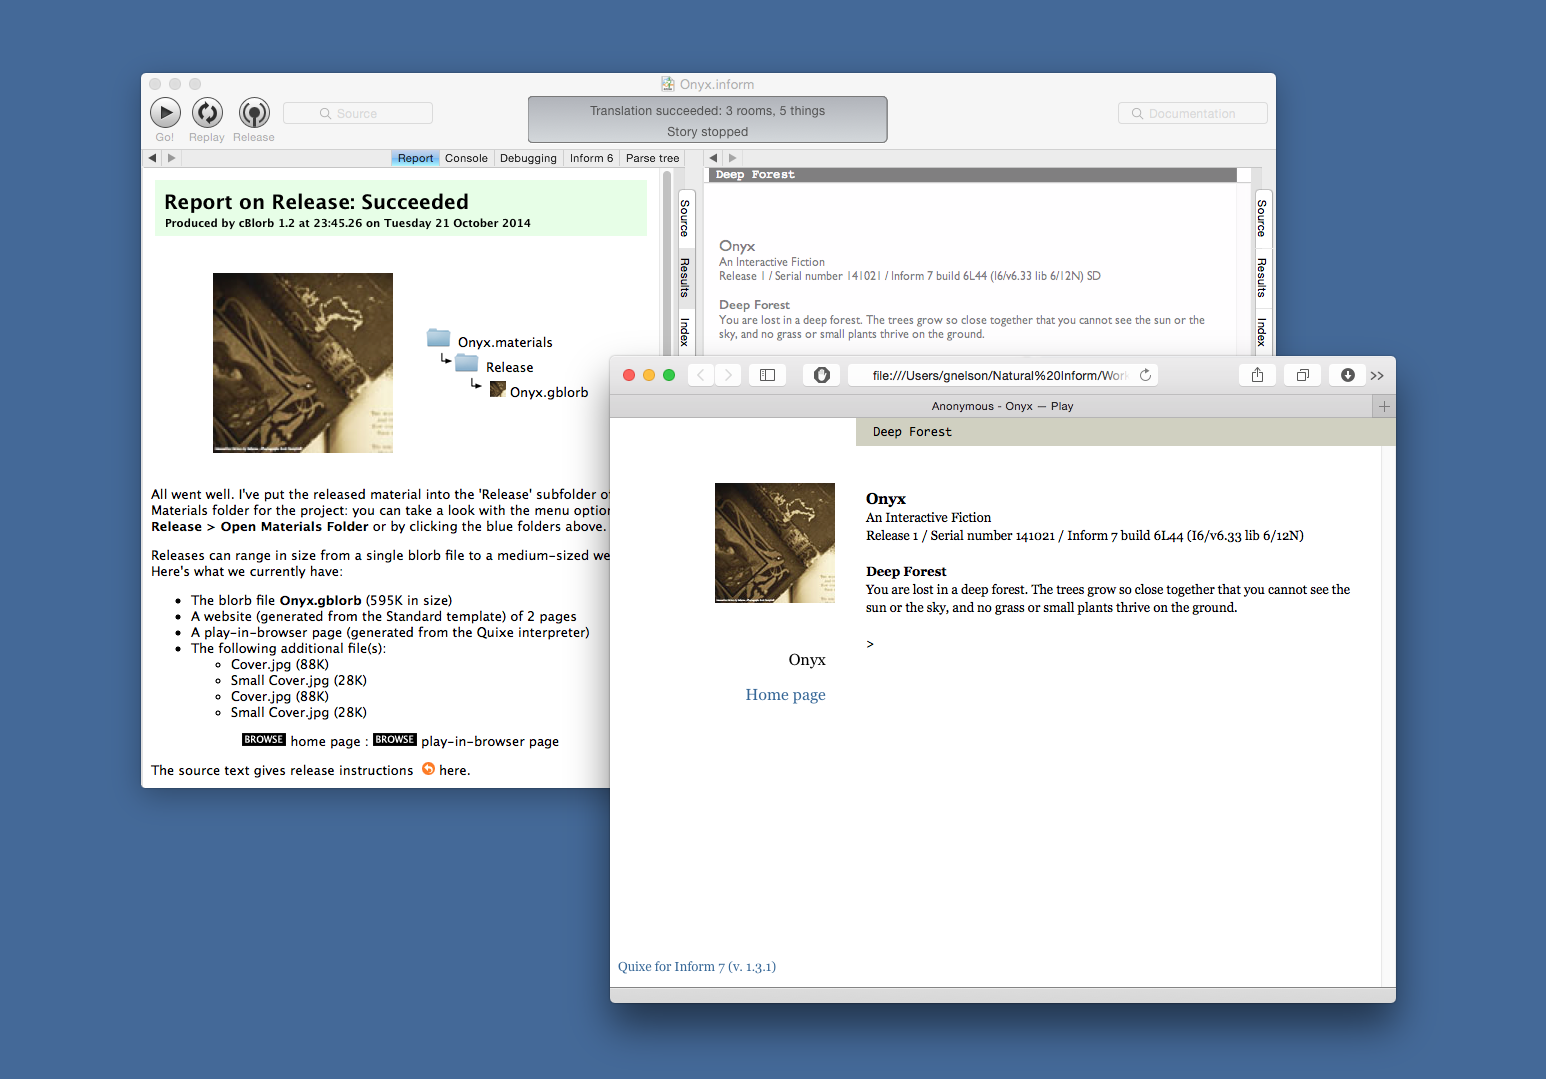 Onyx.inform
Go!
Replay
Release
Source
Translation succeeded: 3 rooms, 5 things
Story stopped
Documentation
Report
Console
Debugging
Inform 6
Parse tree
Report on Release: Succeeded
Produced by cBlorb 1.2 at 23:45.26 on Tuesday 21 October 2014
Onyx.materials
Release
Onyx.gblorb
All went well. I've put the released material into the 'Release' subfolder of
Materials folder for the project: you can take a look with the menu option
Release > Open Materials Folder or by clicking the blue folders above.
Releases can range in size from a single blorb file to a medium-sized we
Here's what we currently have:
• The blorb file Onyx.gblorb (595K in size)
• A website (generated from the Standard template) of 2 pages
• A play-in-browser page (generated from the Quixe interpreter)
• The following additional file(s):
◦ Cover.jpg (88K)
◦ Small Cover.jpg (28K)
◦ Cover.jpg (88K)
◦ Small Cover.jpg (28K)
BROWSE home page : BROWSE play-in-browser page
The source text gives release instructions here.
Source
Results
Index
Deep Forest
Onyx
An Interactive Fiction
Release 1 / Serial number 141021 / Inform 7 build 6L44 (I6/v6.33 lib 6/12N) SD
Deep Forest
You are lost in a deep forest. The trees grow so close together that you cannot see the sun or the
sky, and no grass or small plants thrive on the ground.
Source
Results
Index
file:///Users/gnelson/Natural%20Inform/Work
Anonymous - Onyx — Play
Deep Forest
Onyx
Home page
Onyx
An Interactive Fiction
Release 1 / Serial number 141021 / Inform 7 build 6L44 (I6/v6.33 lib 6/12N)
Deep Forest
You are lost in a deep forest. The trees grow so close together that you cannot see the
sun or the sky, and no grass or small plants thrive on the ground.
>
Quixe for Inform 7 (v. 1.3.1)